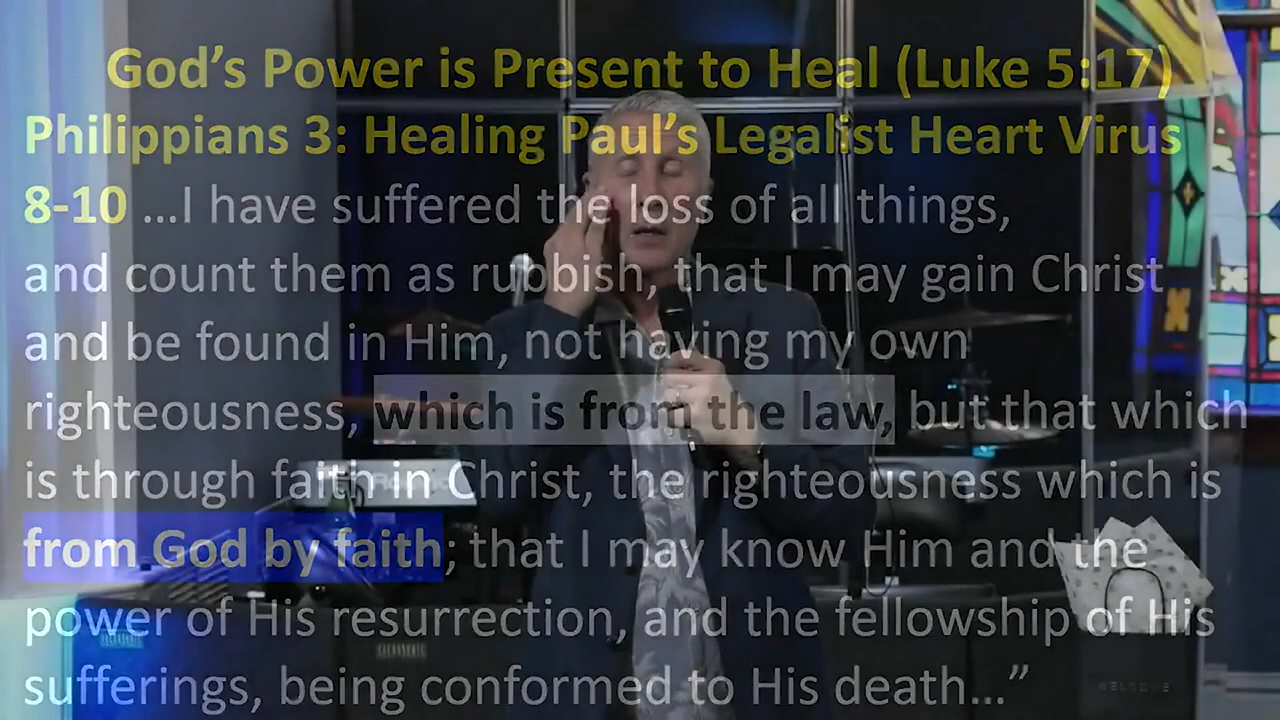 God’s Power is Present to Heal (Luke 5:17)
Philippians 3: Healing Paul’s Legalist Heart Virus
8-10 ...I have suffered the loss of all things,
and count them as rubbish, that I may gain Christ
and be found in Him, not having my own
righteousness, which is from the law, but that which
is through faith in Christ, the righteousness which is
from God by faith; that I may know Him and the
power of His resurrection, and the fellowship of His
sufferings, being conformed to His death...”
WELCOME